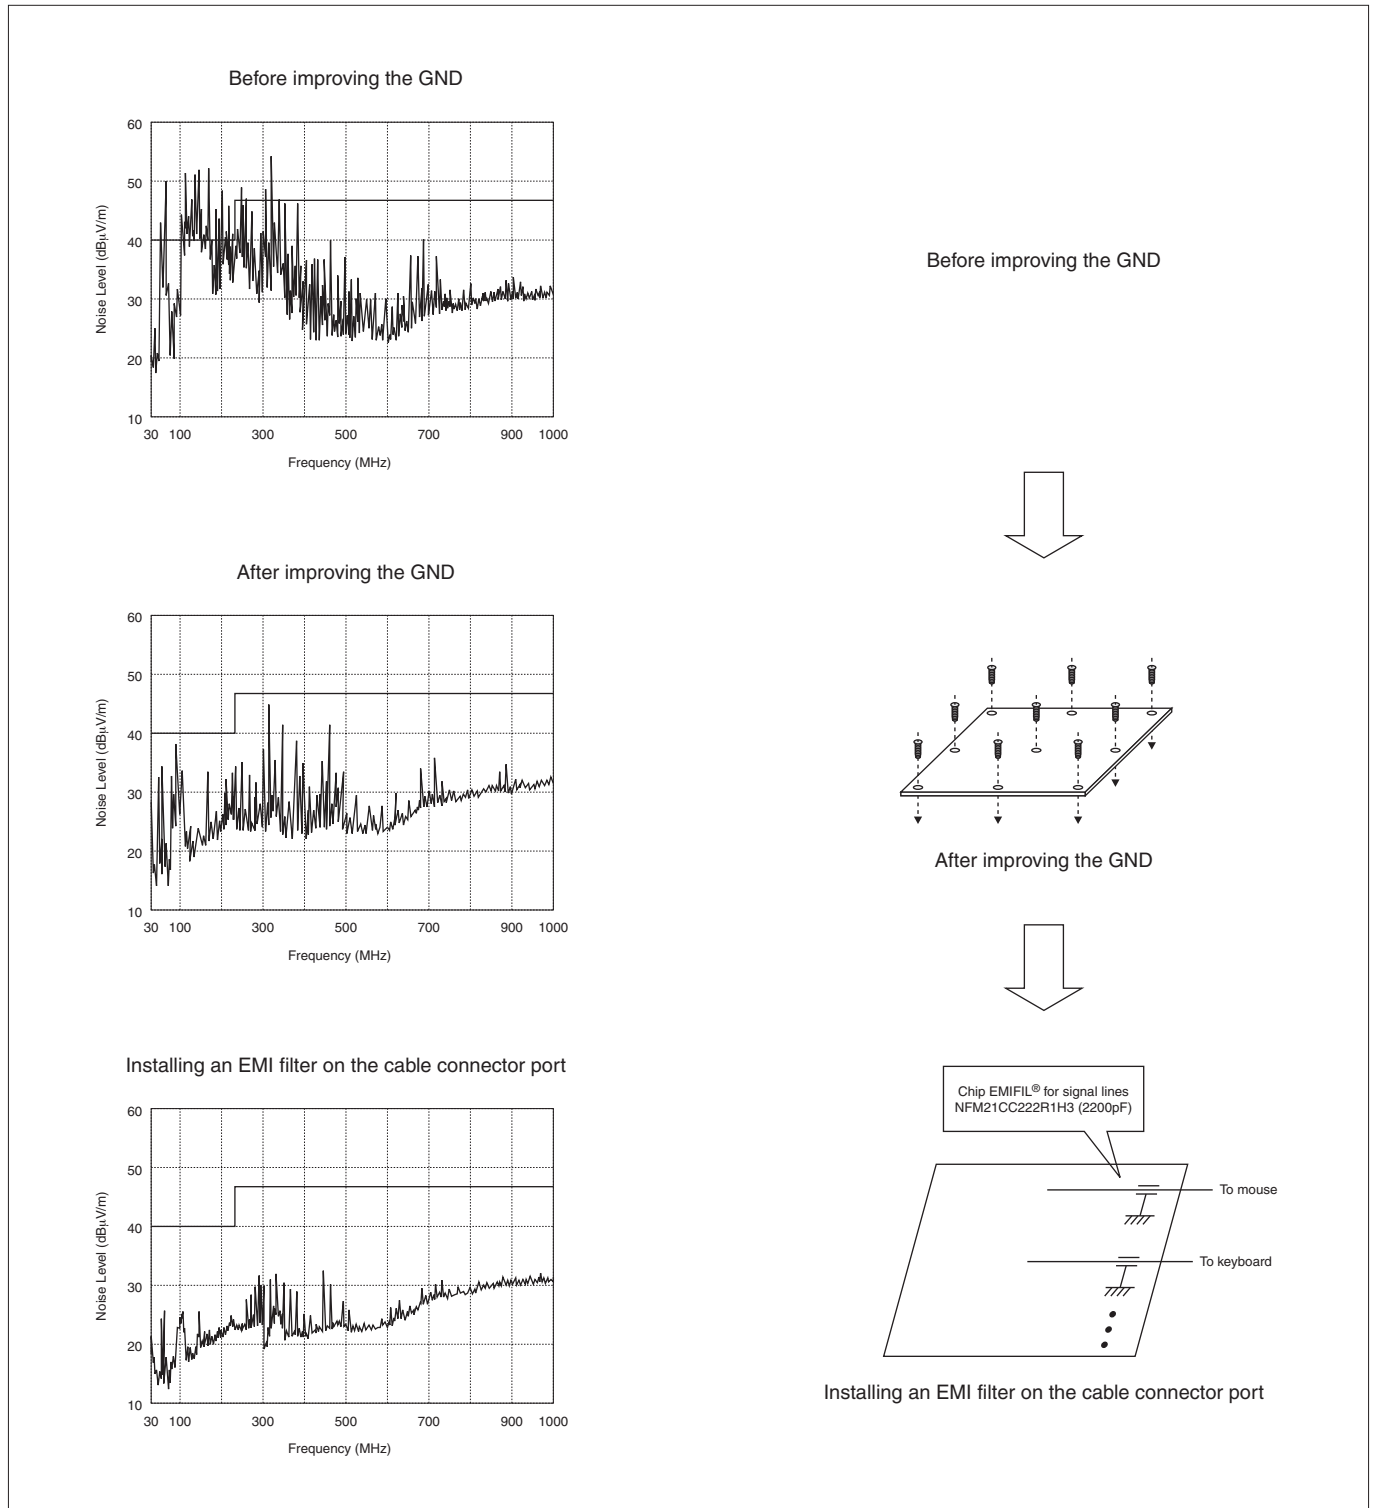 Before improving the GND
60
50
40
30
20
10
Noise Level (dBμV/m)
30 100 300 500 700 900 1000
Frequency (MHz)
Before improving the GND
After improving the GND
60
50
40
30
20
10
Noise Level (dBμV/m)
30 100 300 500 700 900 1000
Frequency (MHz)
After improving the GND
Installing an EMI filter on the cable connector port
60
50
40
30
20
10
Noise Level (dBμV/m)
30 100 300 500 700 900 1000
Frequency (MHz)
Chip EMIFIL® for signal lines
NFM21CC222R1H3 (2200pF)
To mouse
To keyboard
Installing an EMI filter on the cable connector port